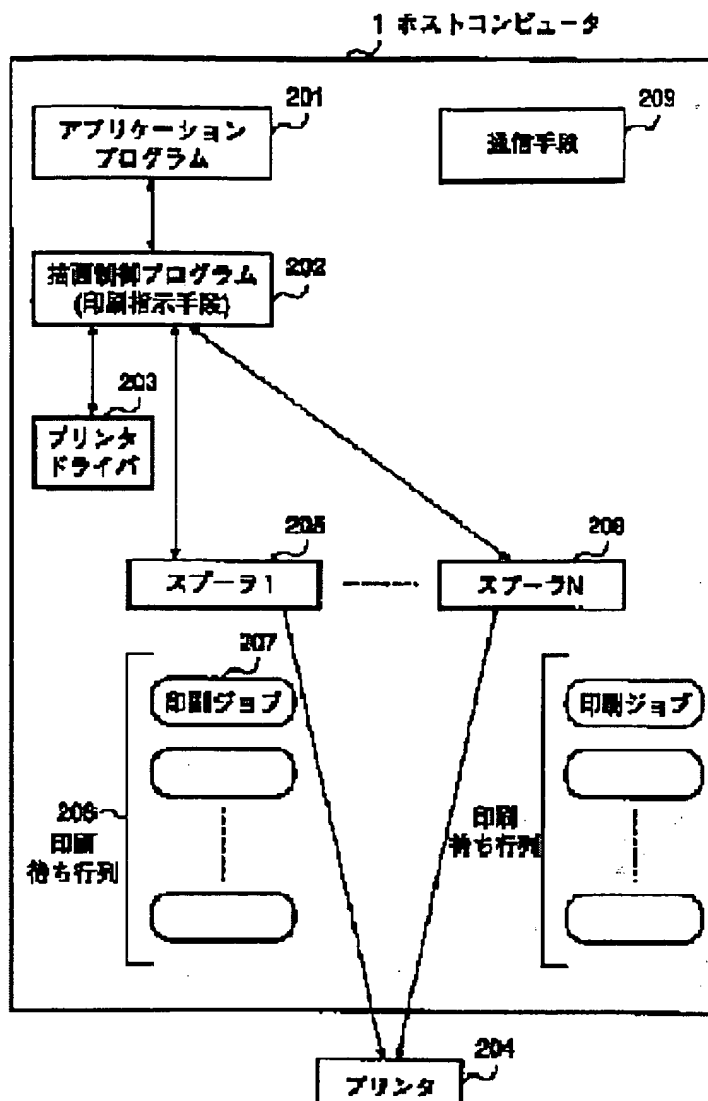 1 ホストコンピュータ
201
アプリケーション
プログラム
209
通信手段
202
描画制御プログラム
(印刷指示手段)
203
プリンタ
ドライバ
205
スプーラ1
208
スプーラN
207
印刷ジョブ
印刷ジョブ
206
印刷
待ち行列
印刷
待ち行列
204
プリンタ